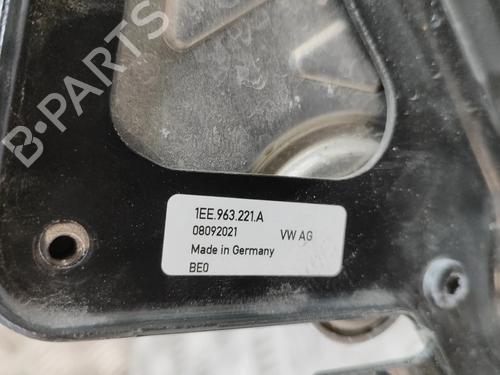 B-PARTS
1EE.963.221.A
08092021 VW AG
Made in Germany
BE0